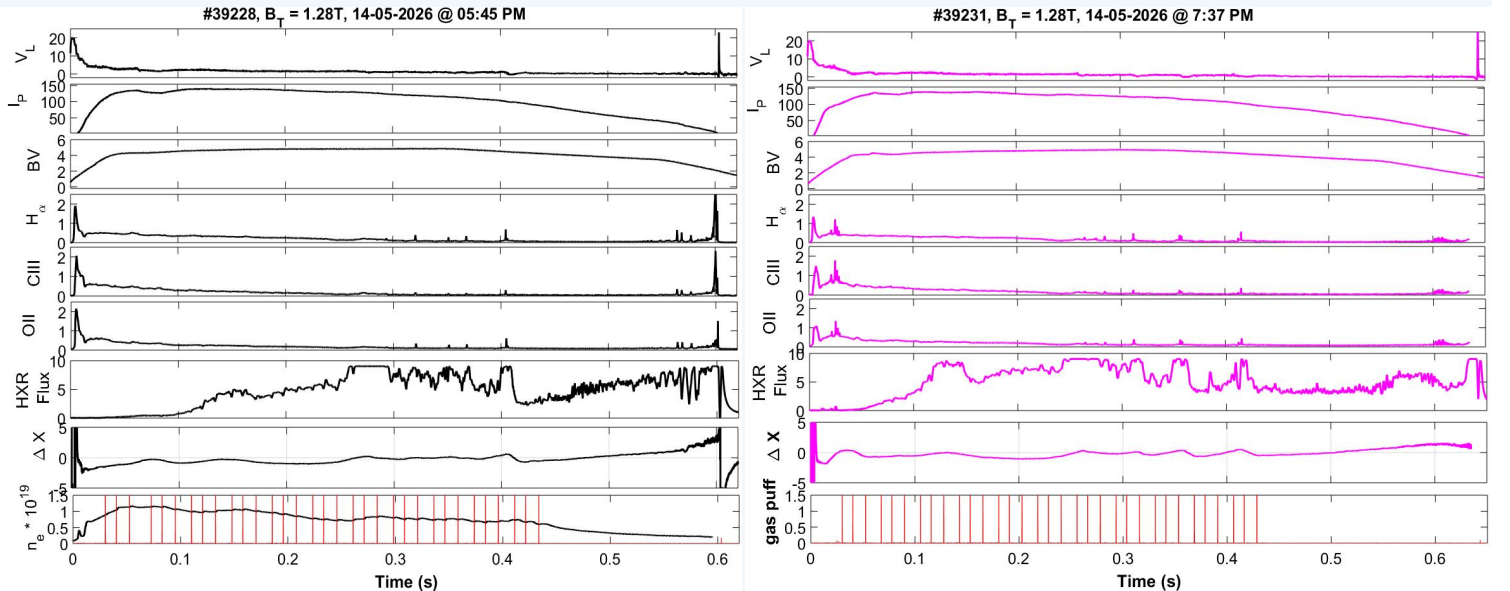 #39228, B_T = 1.28T, 14-05-2026 @ 05:45 PM
V_L
20
10
0
I_P
150
100
50
BV
6
4
2
0
H_α
2
1
0
CIII
2
1
0
OII
2
1
0
HXR
Flux
10
5
0
Δ X
5
0
-5
n_e * 10^19
1.5
1
0.5
0
0 0.1 0.2 0.3 0.4 0.5 0.6
Time (s)
#39231, B_T = 1.28T, 14-05-2026 @ 7:37 PM
V_L
20
10
0
I_P
150
100
50
BV
6
4
2
0
H_α
2
1
0
CIII
2
1
0
OII
2
1
0
HXR
Flux
10
5
0
Δ X
5
0
-5
gas puff
1.5
1
0.5
0
0 0.1 0.2 0.3 0.4 0.5 0.6
Time (s)